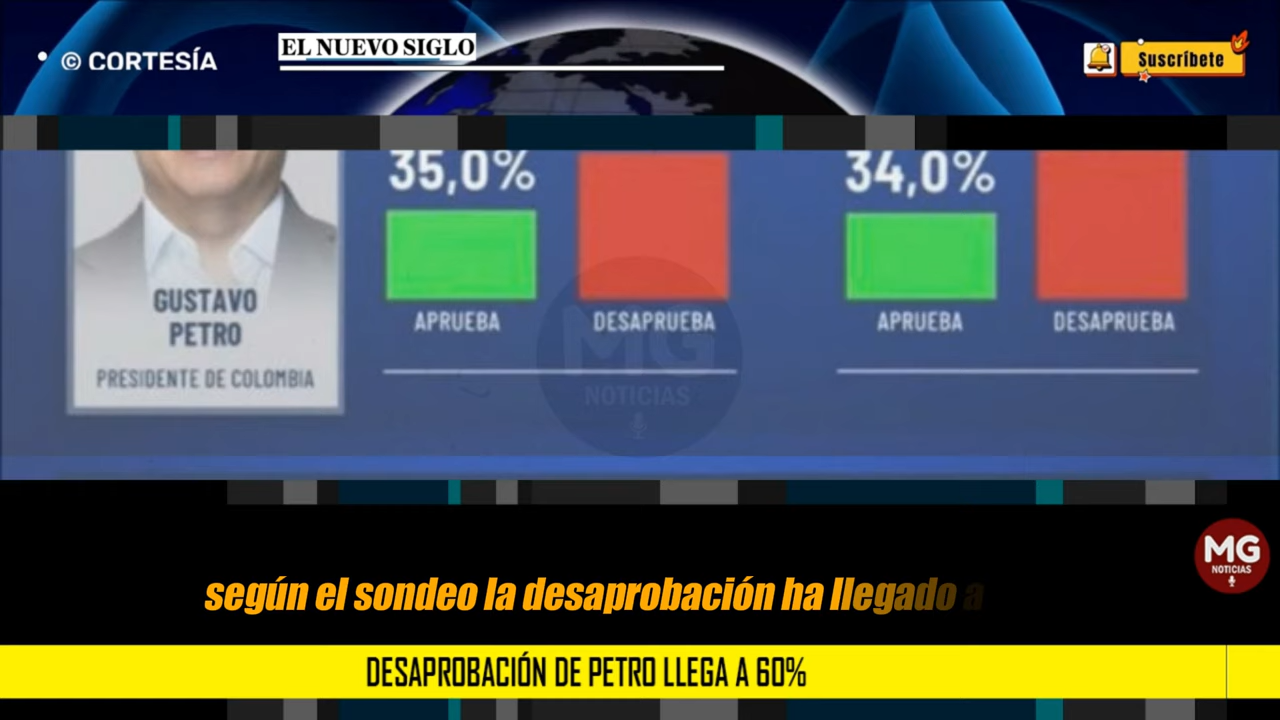 © CORTESÍA
EL NUEVO SIGLO
Suscríbete
35,0%
34,0%
GUSTAVO
PETRO
PRESIDENTE DE COLOMBIA
APRUEBA
DESAPRUEBA
APRUEBA
DESAPRUEBA
MG
NOTICIAS
MG
NOTICIAS
según el sondeo la desaprobación ha llegado a
DESAPROBACIÓN DE PETRO LLEGA A 60%